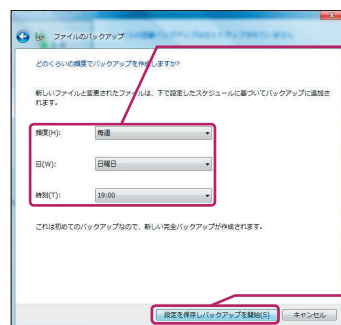 ファイルのバックアップ
どのくらいの頻度でバックアップを作成しますか?
新しいファイルと変更されたファイルは、下で設定したスケジュールに基づいてバックアップに追加さ
れます。
頻度(H): 毎週
日(W): 日曜日
時刻(T): 19:00
これは初めてのバックアップなので、新しい完全バックアップが作成されます。
設定を保存しバックアップを開始(S) キャンセル